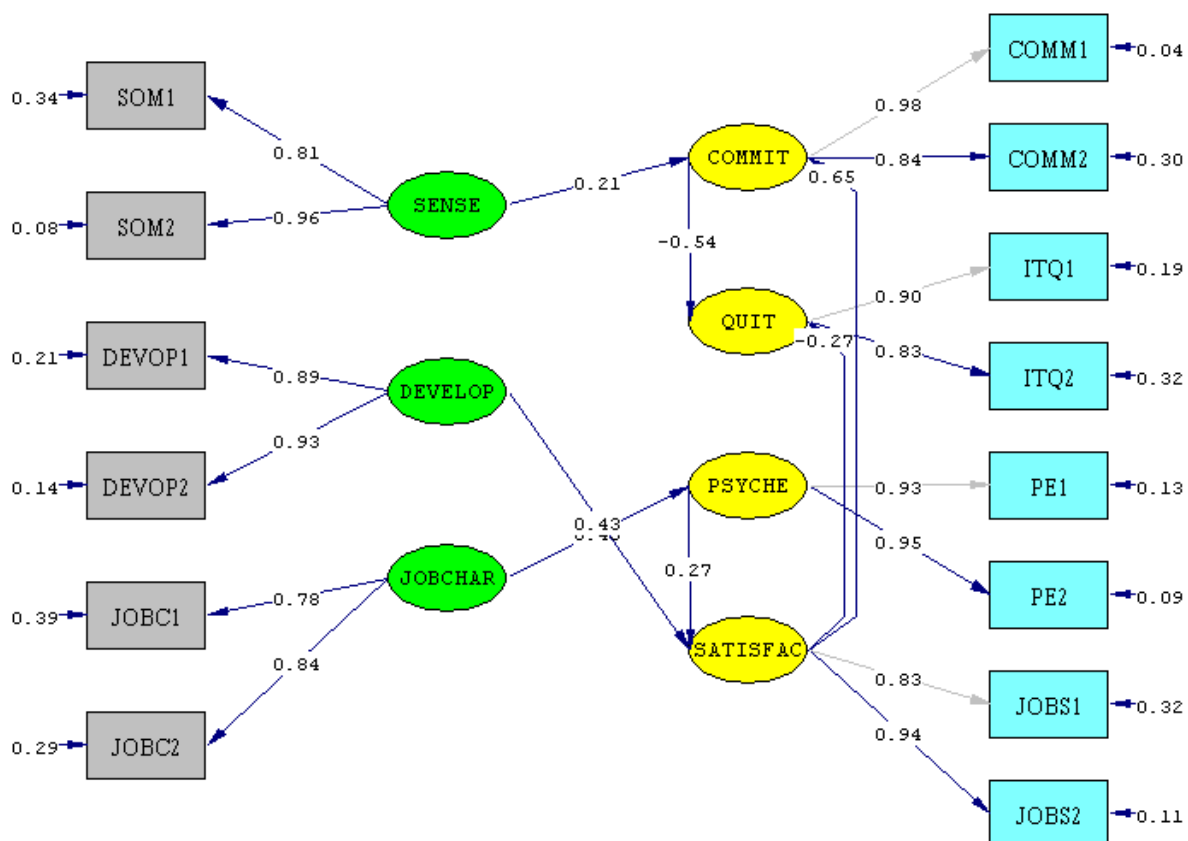 COMM1
0.04
0.34
SOM1
0.98
0.81
COMMIT
0.84
COMM2
0.30
0.65
0.21
SENSE
0.96
0.08
SOM2
-0.54
ITQ1
0.19
0.90
QUIT
-0.27
0.83
0.21
DEVOP1
0.89
DEVELOP
ITQ2
0.32
0.93
0.14
DEVOP2
PSYCHE
0.93
PE1
0.13
0.43
0.95
0.27
JOBCHAR
0.78
0.39
JOBC1
PE2
0.09
0.84
SATISFAC
0.83
JOBS1
0.32
0.94
0.29
JOBC2
JOBS2
0.11